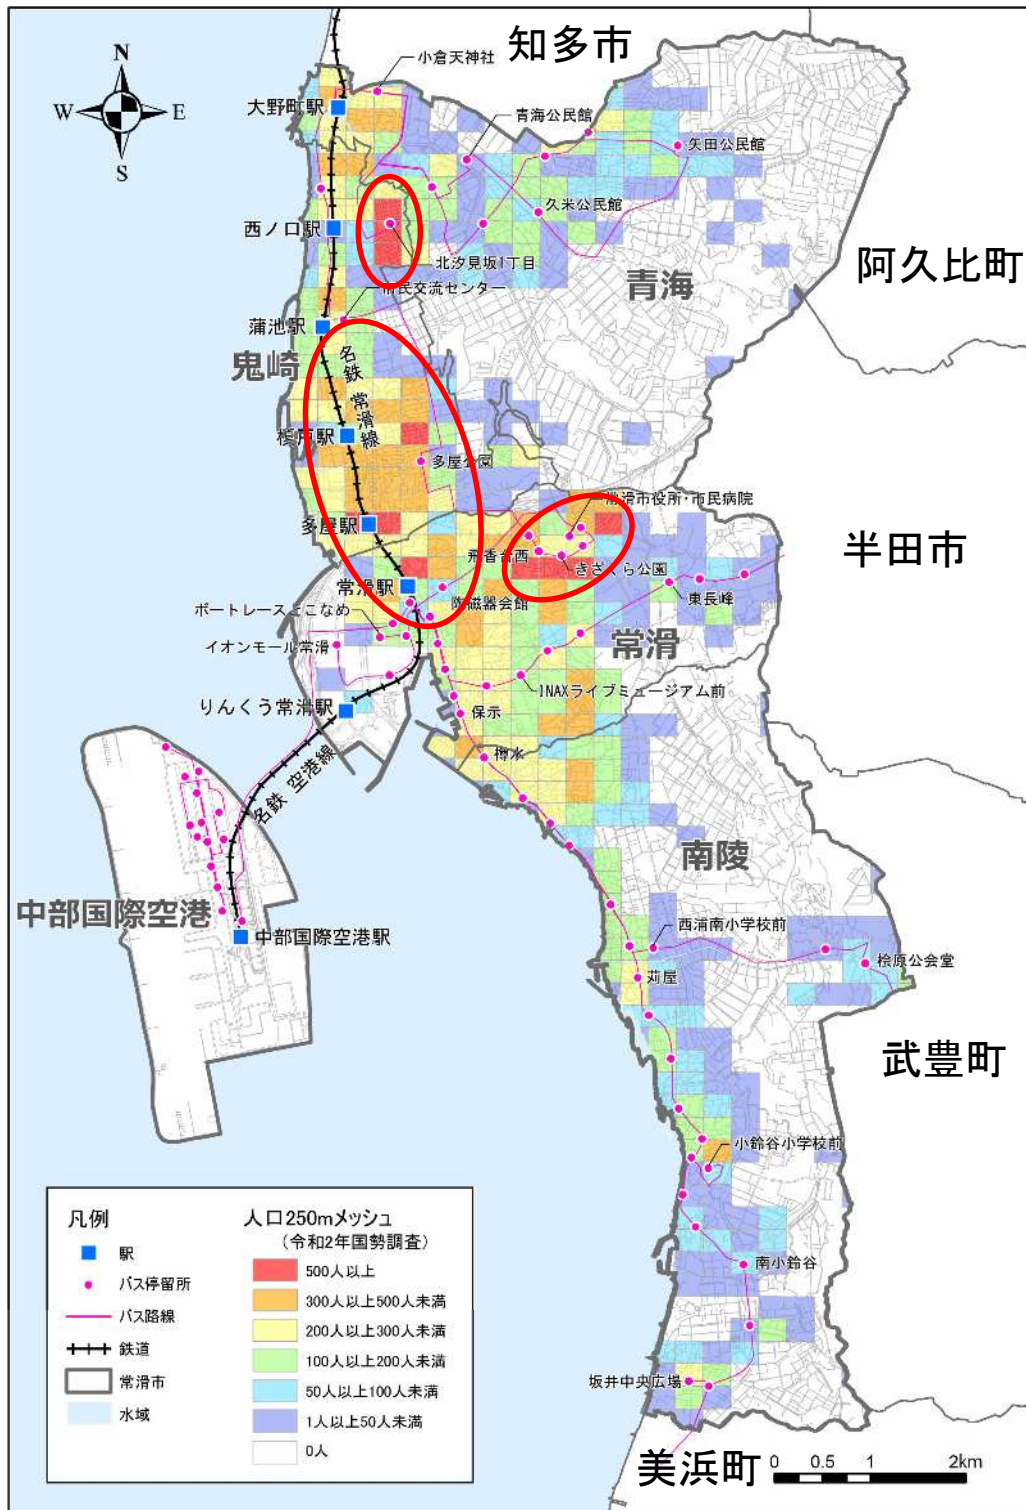 知多市
N
W
E
S
小倉天神社
大野町駅
青海公民館
矢田公民館
久米公民館
西ノ口駅
北汐見坂1丁目
阿久比町
青海
市民交流センター
蒲池駅
鬼崎
名鉄 常滑線
榎戸駅
多屋公園
常滑市役所・市民病院
多屋駅
半田市
飛香台西
きざくら公園
常滑駅
東長峰
陶磁器会館
ボートレースとこなめ
イオンモール常滑
常滑
INAXライブミュージアム前
りんくう常滑駅
保示
樽水
名鉄 空港線
南陵
中部国際空港
西浦南小学校前
中部国際空港駅
桧原公会堂
苅屋
武豊町
小鈴谷小学校前
凡例
駅
バス停留所
バス路線
鉄道
常滑市
水域
人口250mメッシュ
(令和2年国勢調査)
500人以上
300人以上500人未満
200人以上300人未満
100人以上200人未満
50人以上100人未満
1人以上50人未満
0人
南小鈴谷
坂井中央広場
美浜町
0 0.5 1 2km